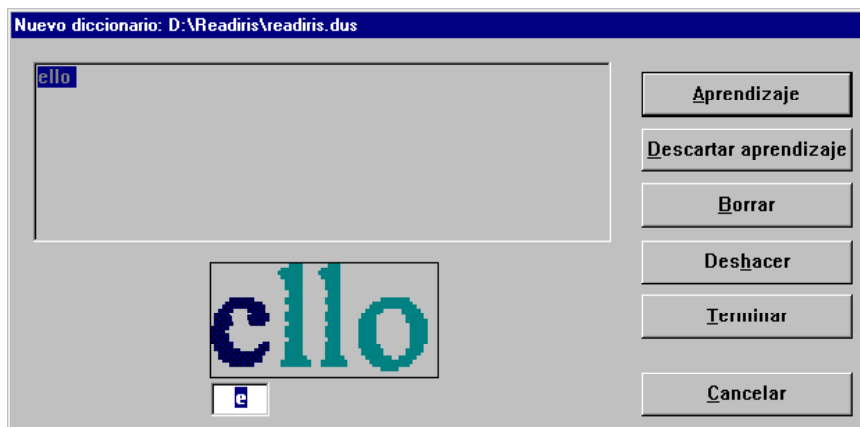 Nuevo diccionario: D:\Readiris\readiris.dus
ello
Aprendizaje
Descartar aprendizaje
Borrar
Deshacer
Terminar
Cancelar
cllo
e